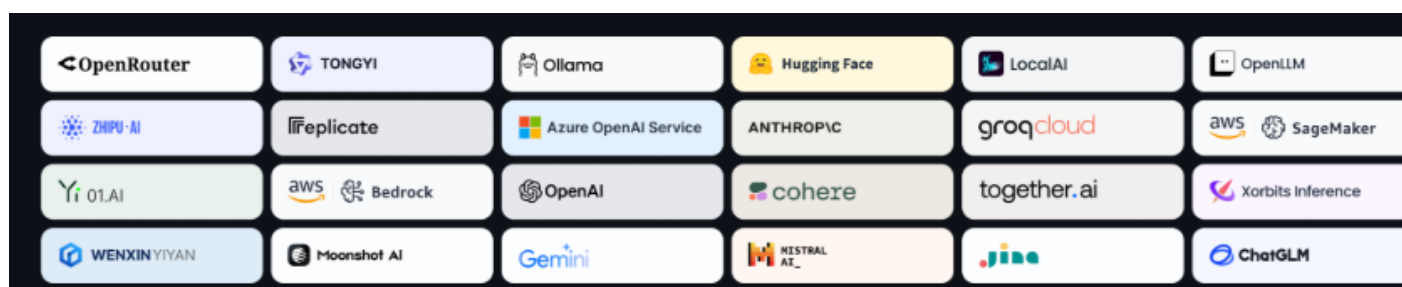 OpenRouter
TONGYI
Ollama
Hugging Face
LocalAI
OpenLLM
ZHIPU·AI
replicate
Azure OpenAI Service
ANTHROP\C
groqcloud
aws SageMaker
Yi 01.AI
aws Bedrock
OpenAI
cohere
together.ai
Xorbits Inference
WENXINYIYAN
Moonshot AI
Gemini
MISTRAL
AI_
Jina
ChatGLM